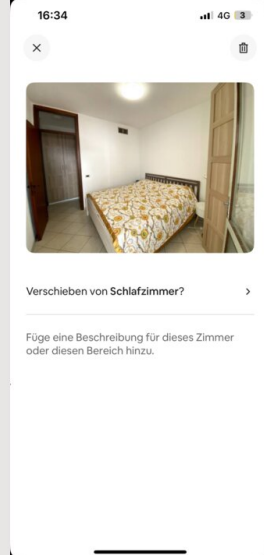 16:34
4G 3
Verschieben von Schlafzimmer?
Füge eine Beschreibung für dieses Zimmer
oder diesen Bereich hinzu.